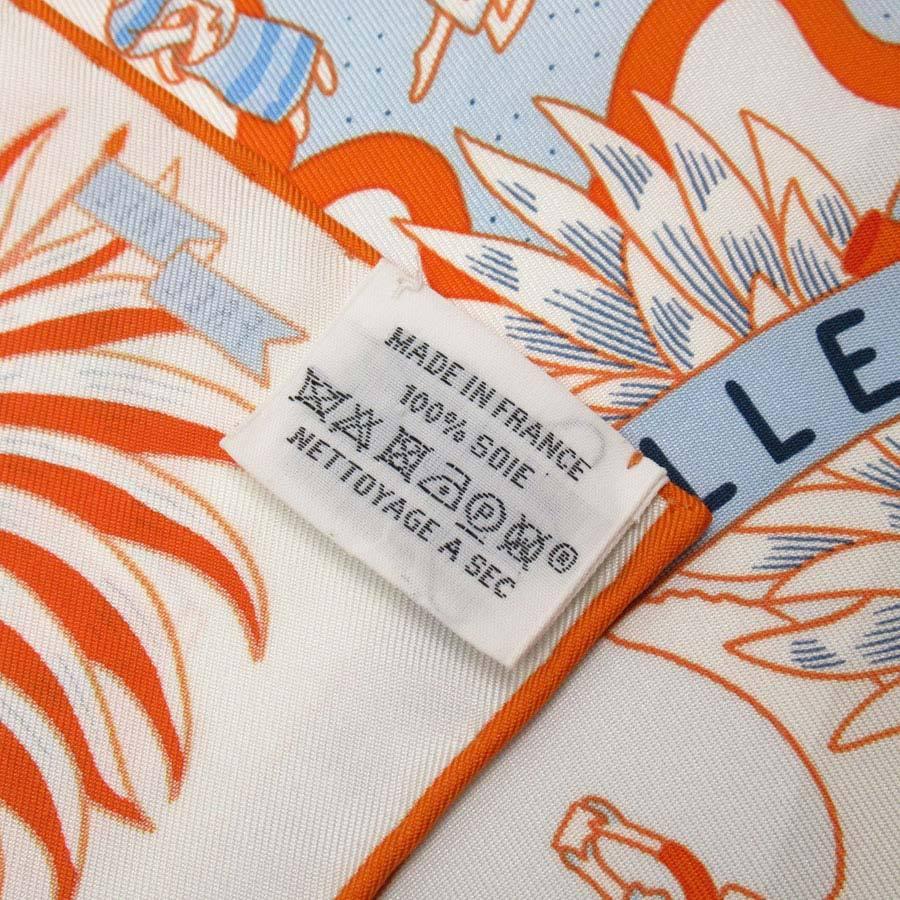 MADE IN FRANCE
100% SOIE
P ®
NETTOYAGE A SEC
LLE